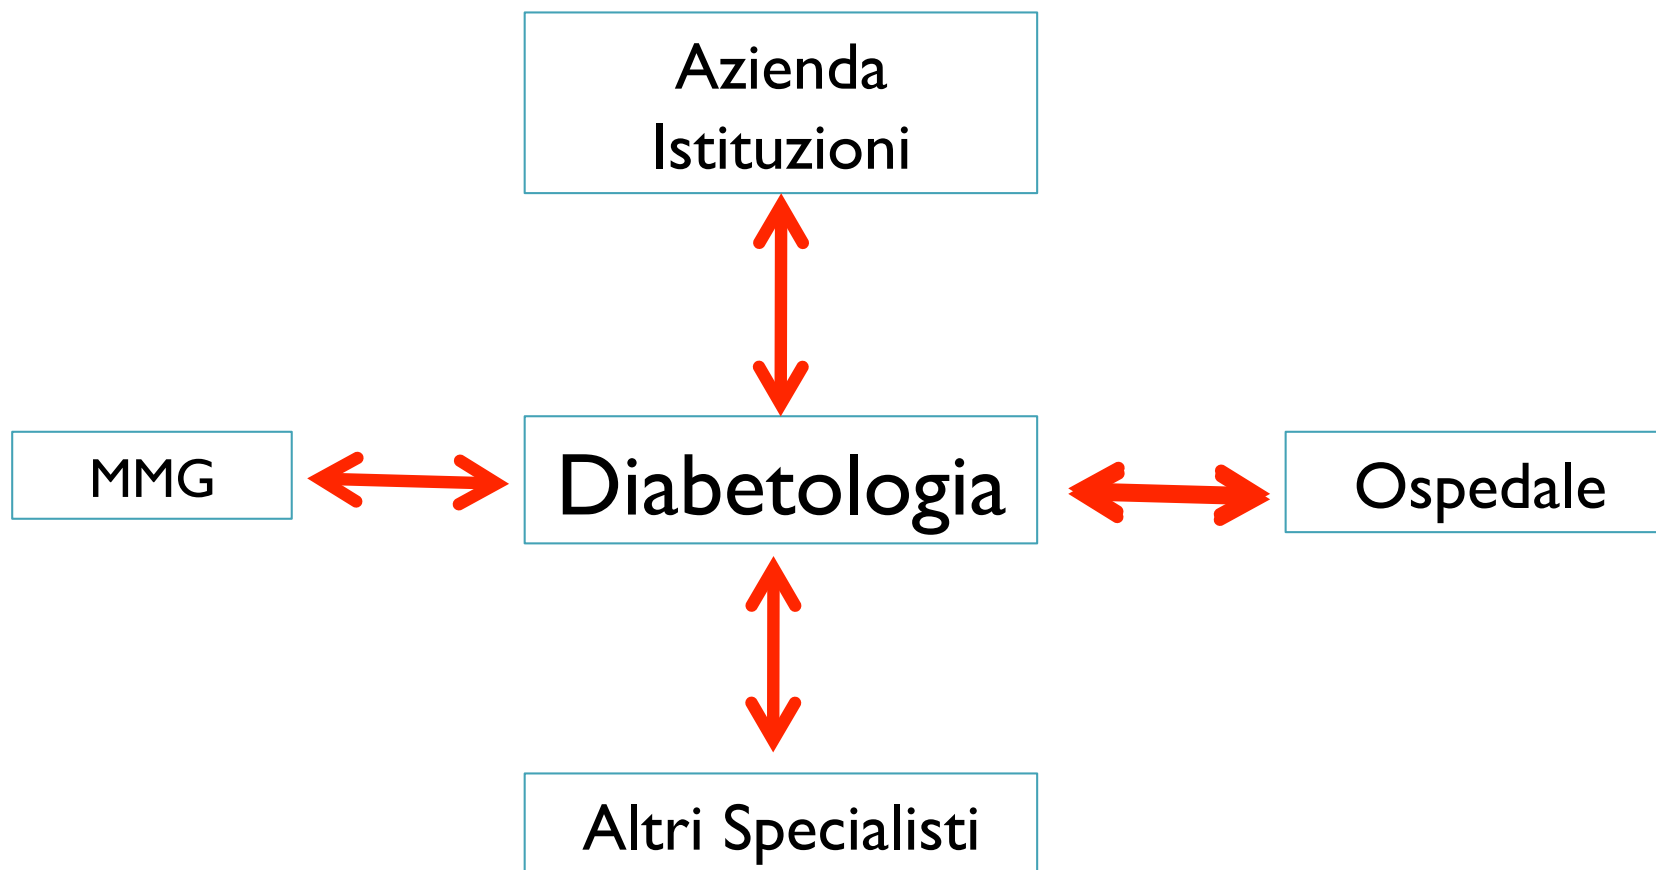 Azienda
Istituzioni
MMG
Diabetologia
Ospedale
Altri Specialisti